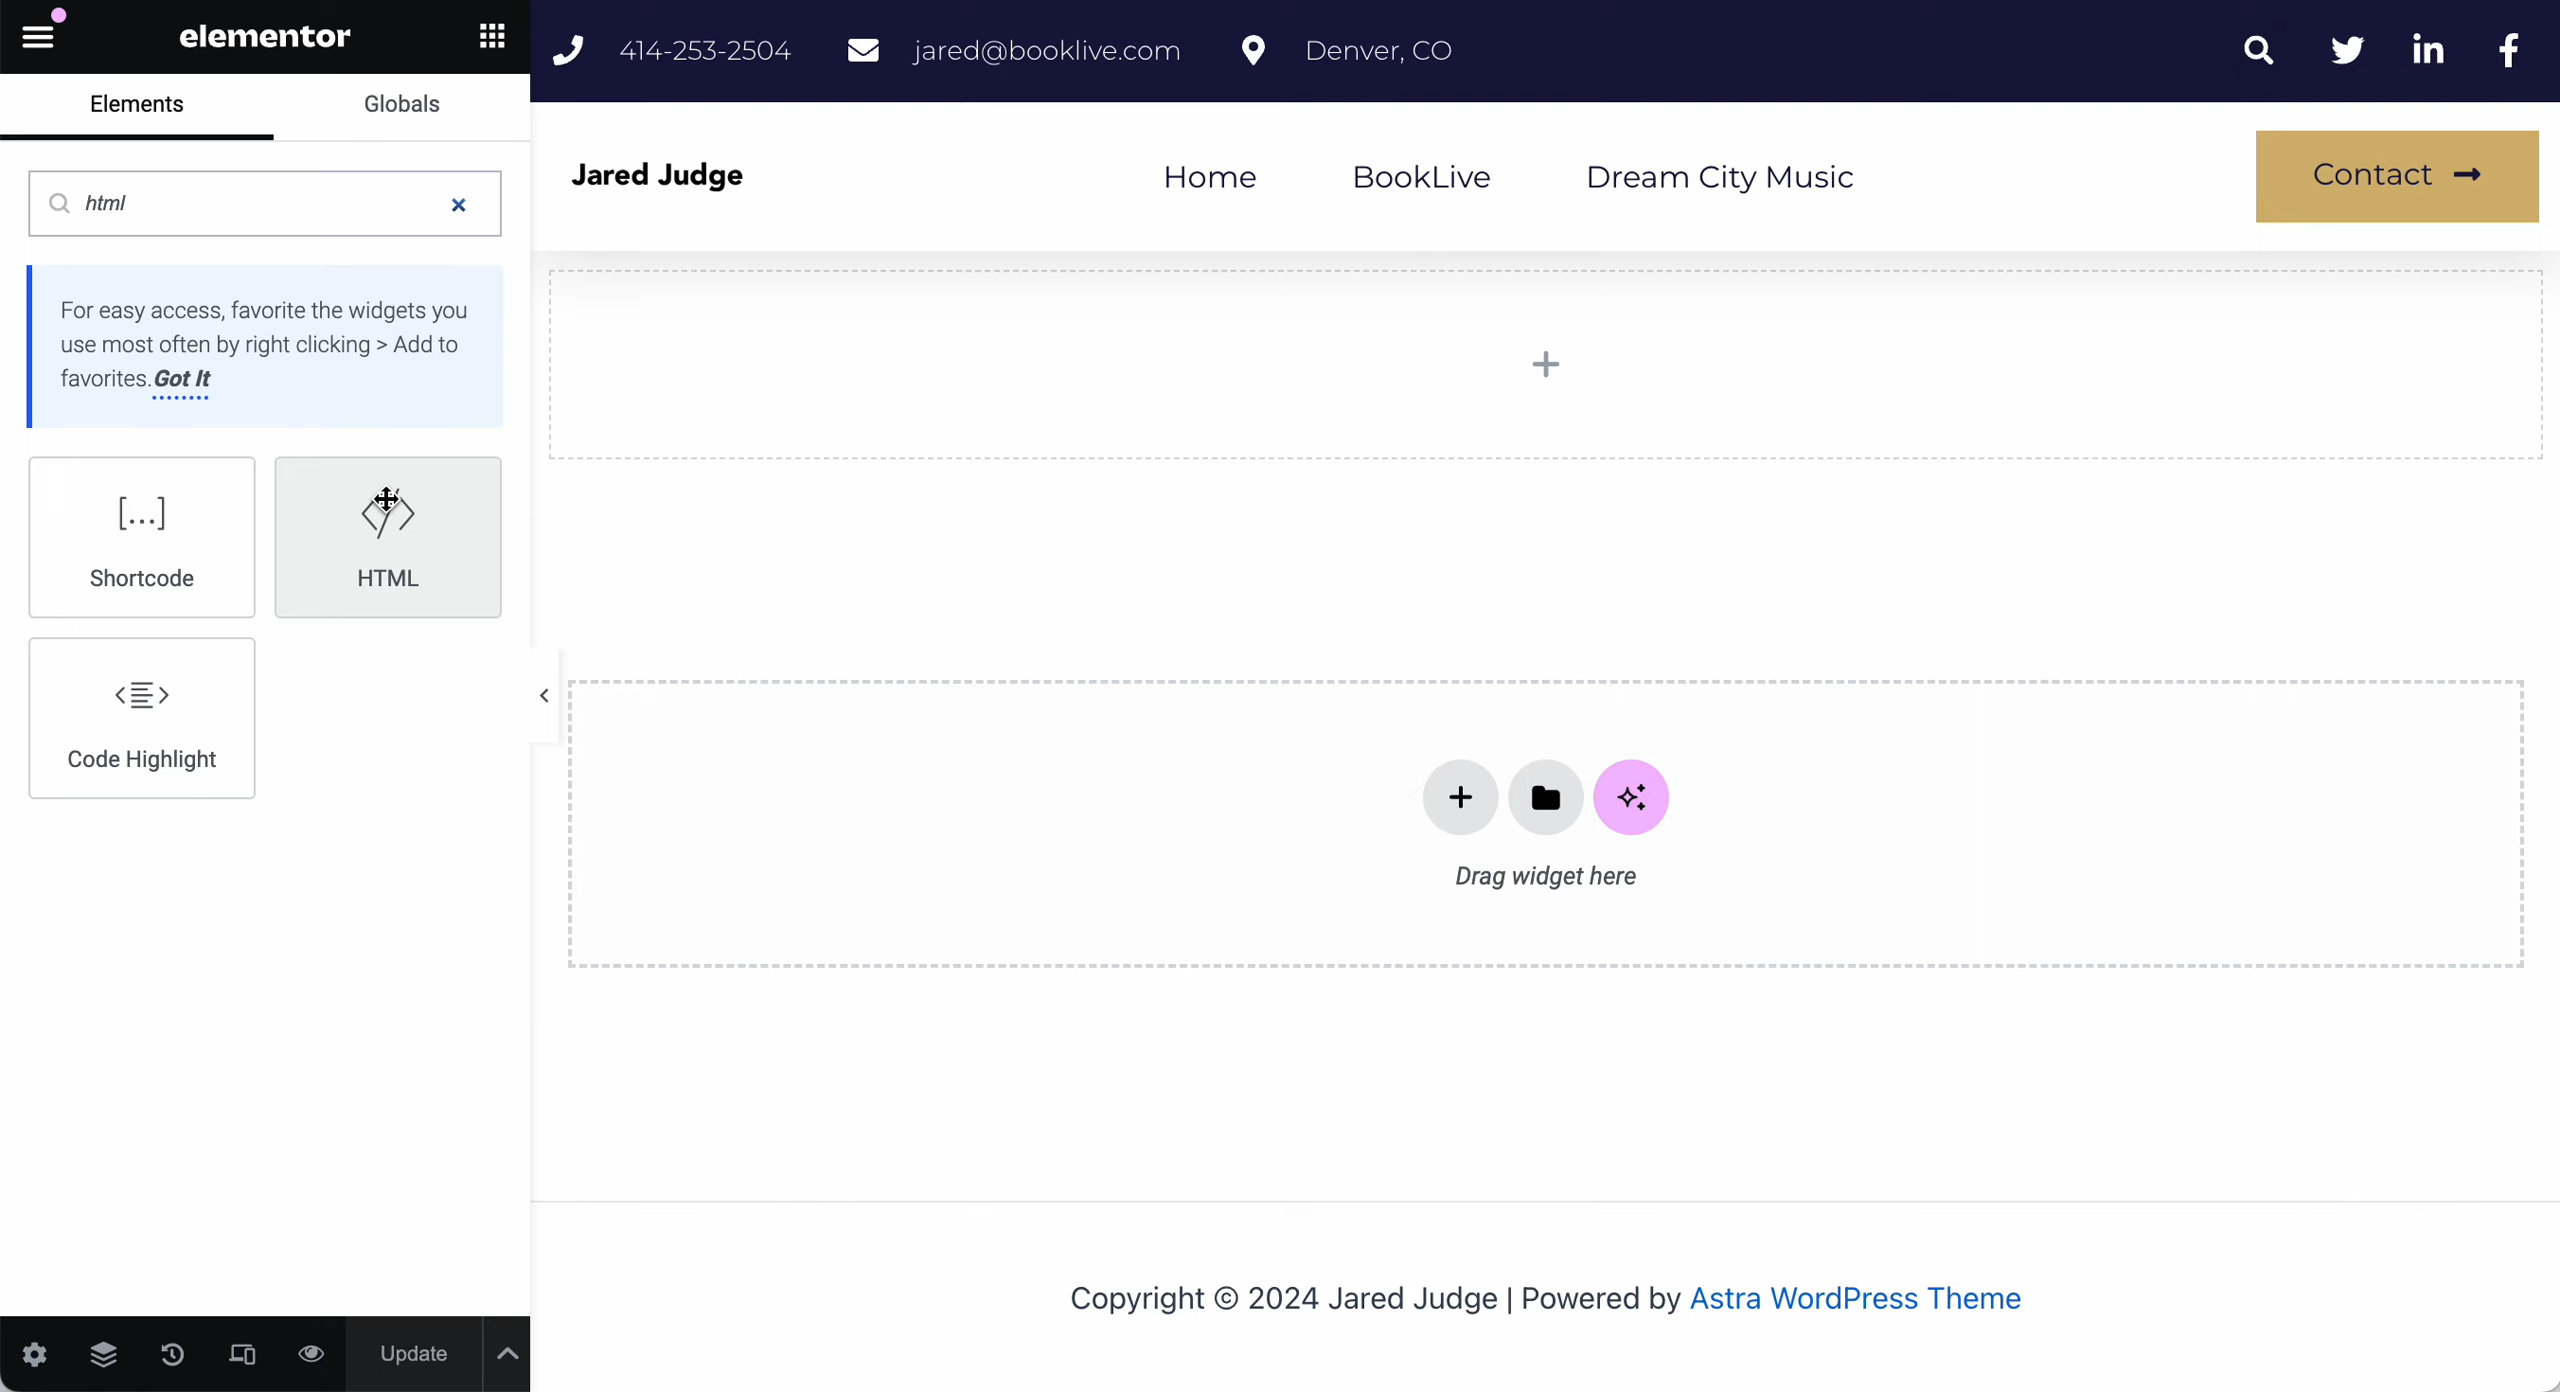 elementor
Elements
Globals
html
For easy access, favorite the widgets you
use most often by right clicking > Add to
favorites. Got It
[...]
Shortcode
HTML
Code Highlight
Update
414-253-2504
jared@booklive.com
Denver, CO
Jared Judge
Home
BookLive
Dream City Music
Contact →
Drag widget here
Copyright © 2024 Jared Judge | Powered by Astra WordPress Theme